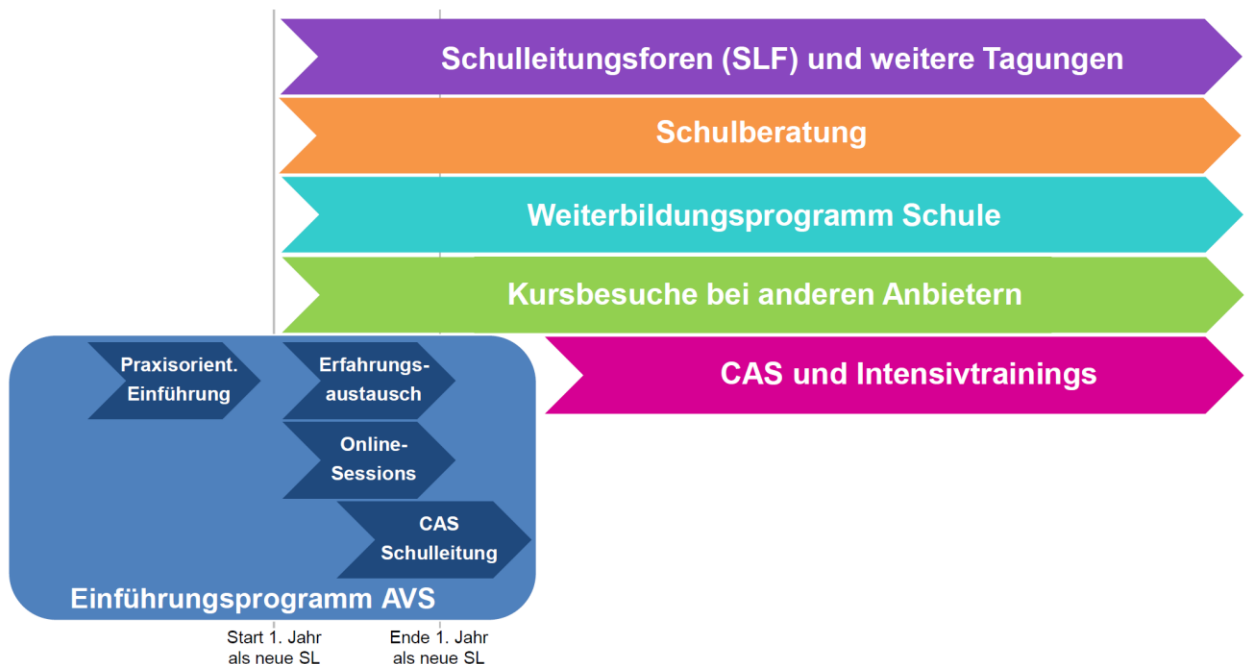 Schulleitungsforen (SLF) und weitere Tagungen
Schulberatung
Weiterbildungsprogramm Schule
Kursbesuche bei anderen Anbietern
CAS und Intensivtrainings
Praxisorient.
Einführung
Erfahrungs-
austausch
Online-
Sessions
CAS
Schulleitung
Einführungsprogramm AVS
Start 1. Jahr
als neue SL
Ende 1. Jahr
als neue SL